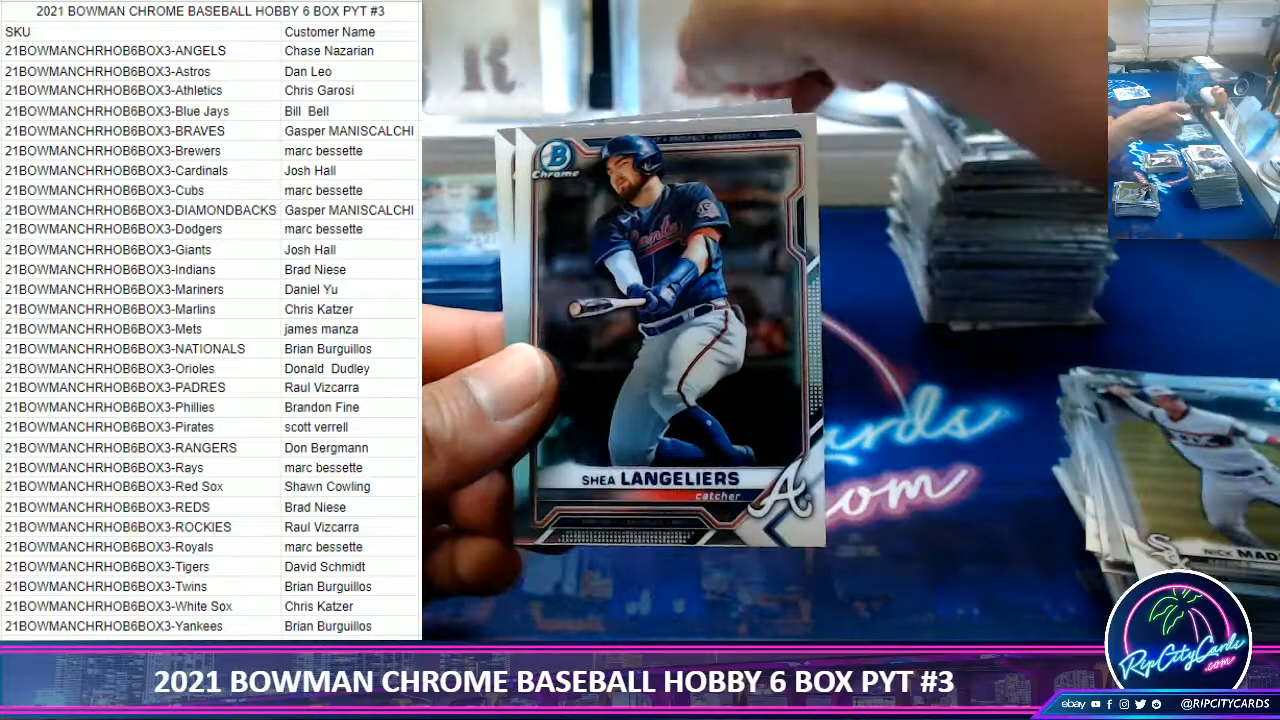 2021 BOWMAN CHROME BASEBALL HOBBY 6 BOX PYT #3
SKU Customer Name
21BOWMANCHRHOB6BOX3-ANGELS Chase Nazarian
21BOWMANCHRHOB6BOX3-Astros Dan Leo
21BOWMANCHRHOB6BOX3-Athletics Chris Garosi
21BOWMANCHRHOB6BOX3-Blue Jays Bill Bell
21BOWMANCHRHOB6BOX3-BRAVES Gasper MANISCALCHI
21BOWMANCHRHOB6BOX3-Brewers marc bessette
21BOWMANCHRHOB6BOX3-Cardinals Josh Hall
21BOWMANCHRHOB6BOX3-Cubs marc bessette
21BOWMANCHRHOB6BOX3-DIAMONDBACKS Gasper MANISCALCHI
21BOWMANCHRHOB6BOX3-Dodgers marc bessette
21BOWMANCHRHOB6BOX3-Giants Josh Hall
21BOWMANCHRHOB6BOX3-Indians Brad Niese
21BOWMANCHRHOB6BOX3-Mariners Daniel Yu
21BOWMANCHRHOB6BOX3-Marlins Chris Katzer
21BOWMANCHRHOB6BOX3-Mets james manza
21BOWMANCHRHOB6BOX3-NATIONALS Brian Burguillos
21BOWMANCHRHOB6BOX3-Orioles Donald Dudley
21BOWMANCHRHOB6BOX3-PADRES Raul Vizcarra
21BOWMANCHRHOB6BOX3-Phillies Brandon Fine
21BOWMANCHRHOB6BOX3-Pirates scott verrell
21BOWMANCHRHOB6BOX3-RANGERS Don Bergmann
21BOWMANCHRHOB6BOX3-Rays marc bessette
21BOWMANCHRHOB6BOX3-Red Sox Shawn Cowling
21BOWMANCHRHOB6BOX3-REDS Brad Niese
21BOWMANCHRHOB6BOX3-ROCKIES Raul Vizcarra
21BOWMANCHRHOB6BOX3-Royals marc bessette
21BOWMANCHRHOB6BOX3-Tigers David Schmidt
21BOWMANCHRHOB6BOX3-Twins Brian Burguillos
21BOWMANCHRHOB6BOX3-White Sox Chris Katzer
21BOWMANCHRHOB6BOX3-Yankees Brian Burguillos
B
Chrome
SHEA LANGELIERS
catcher
A
ards
.com
NICK MAD
RipCityCards
.com
2021 BOWMAN CHROME BASEBALL HOBBY 6 BOX PYT #3
ebay @RIPCITYCARDS